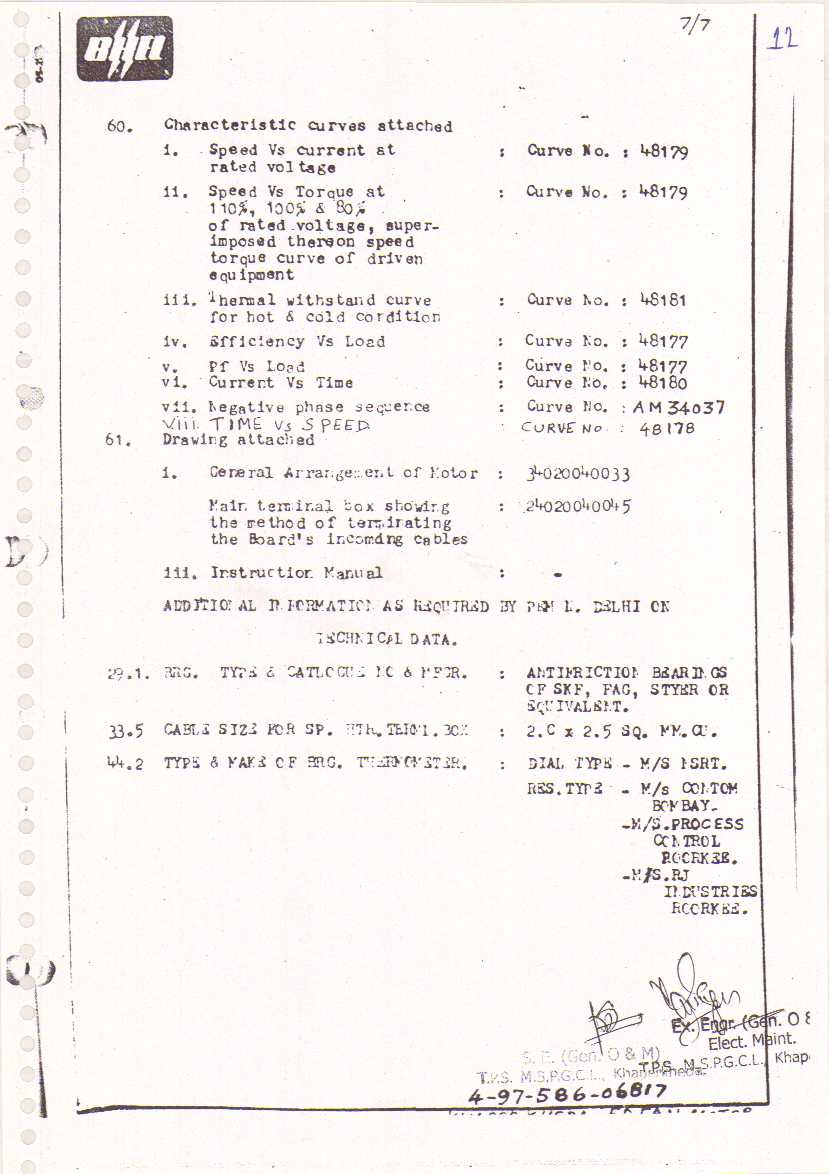 7/7
12
BHEL
60. Characteristic curves attached
i. Speed Vs current at : Curve No. : 48179
rated voltage
ii. Speed Vs Torque at : Curve No. : 48179
110%, 100% & 80%
of rated voltage, super-
imposed thereon speed
torque curve of driven
equipment
iii. Thermal withstand curve : Curve No. : 48181
for hot & cold condition
iv. Efficiency Vs Load : Curve No. : 48177
v. Pf Vs Load : Curve No. : 48177
vi. Current Vs Time : Curve No. : 48180
vii. Negative phase sequence : Curve No. : AM 34037
viii. TIME Vs SPEED : CURVE No : 48178
61. Drawing attached
i. General Arrangement of Motor : 34020040033
Main terminal box showing : 24020040045
the method of terminating
the Board's incoming cables
iii. Instruction Manual : -
ADDITIONAL INFORMATION AS REQUIRED BY PEM N. DELHI ON
TECHNICAL DATA.
29.1. BRG. TYPE & CATLOGUE NO & MFGR. : ANTIFRICTION BEARINGS
OF SKF, FAG, STYER OR
EQUIVALENT.
33.5 CABLE SIZE FOR SP. HTR. TERMI. BOX : 2.C x 2.5 SQ. MM.CU.
44.2 TYPE & MAKE OF BRG. THERMOMETER. : DIAL TYPE - M/S NSRT.
RES.TYPE - M/s CONTOM
BOMBAY.
-M/S.PROCESS
CONTROL
ROORKEE.
-M/S.RJ
INDUSTRIES
ROORKEE.
Ex. Engr. (Gen. O &
Elect. Maint.
S. E. (Gen. O & M)
T.P.S. M.S.P.G.C.L., Khap
T.P.S. M.S.P.G.C.L., Khaperkheda.
4-97-586-06817